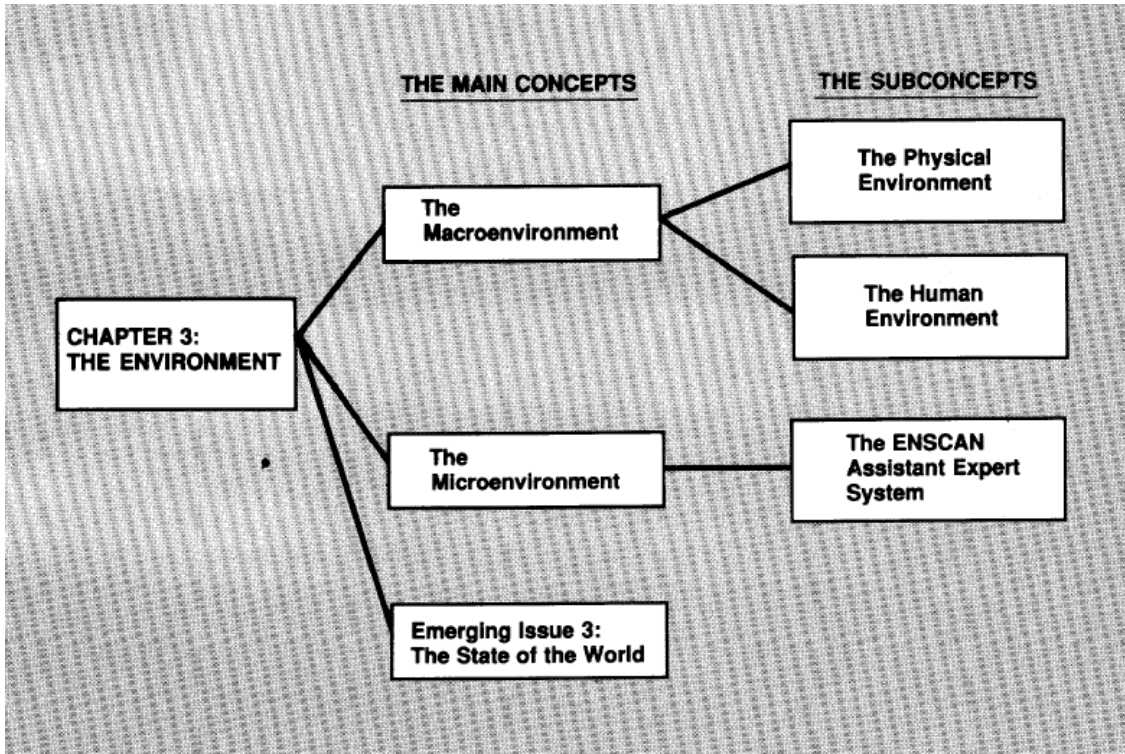 THE MAIN CONCEPTS
THE SUBCONCEPTS
The Physical
Environment
The
Macroenvironment
The Human
Environment
CHAPTER 3:
THE ENVIRONMENT
The
Microenvironment
The ENSCAN
Assistant Expert
System
Emerging Issue 3:
The State of the World